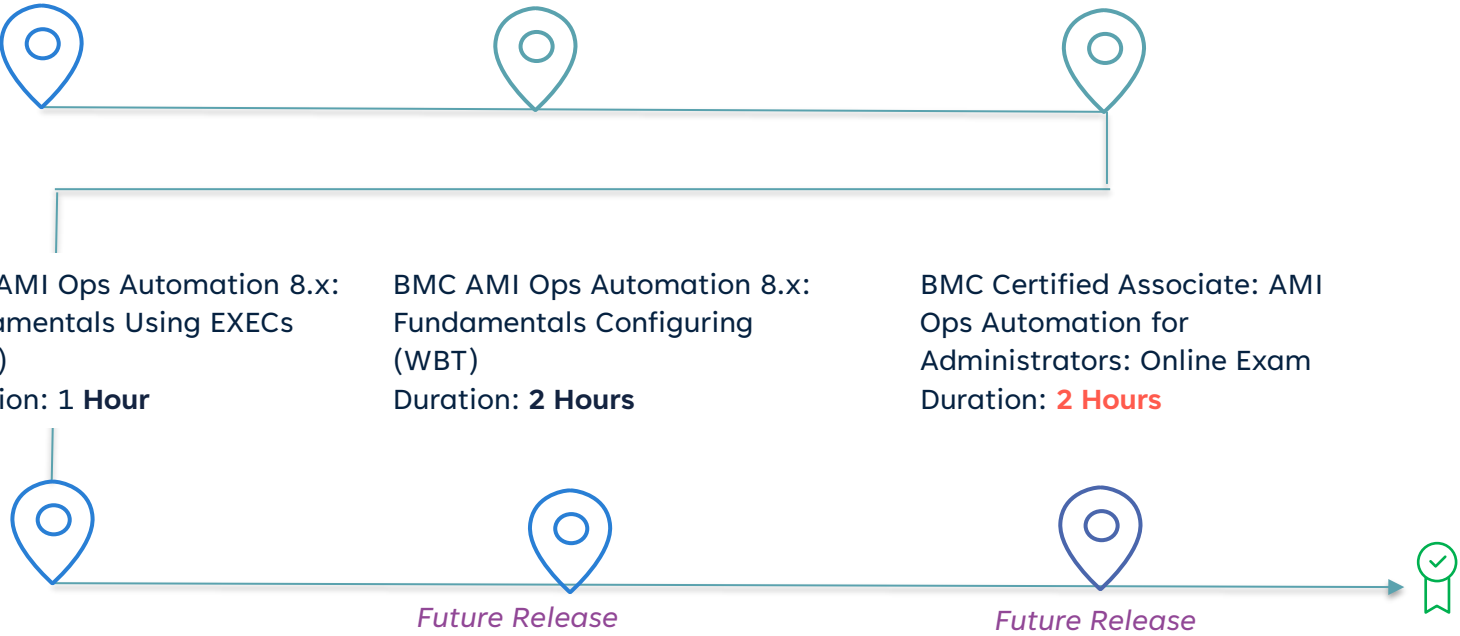 AMI Ops Automation 8.x:
amentals Using EXECs
)
ion: 1 Hour
BMC AMI Ops Automation 8.x:
Fundamentals Configuring
(WBT)
Duration: 2 Hours
BMC Certified Associate: AMI
Ops Automation for
Administrators: Online Exam
Duration: 2 Hours
Future Release
Future Release